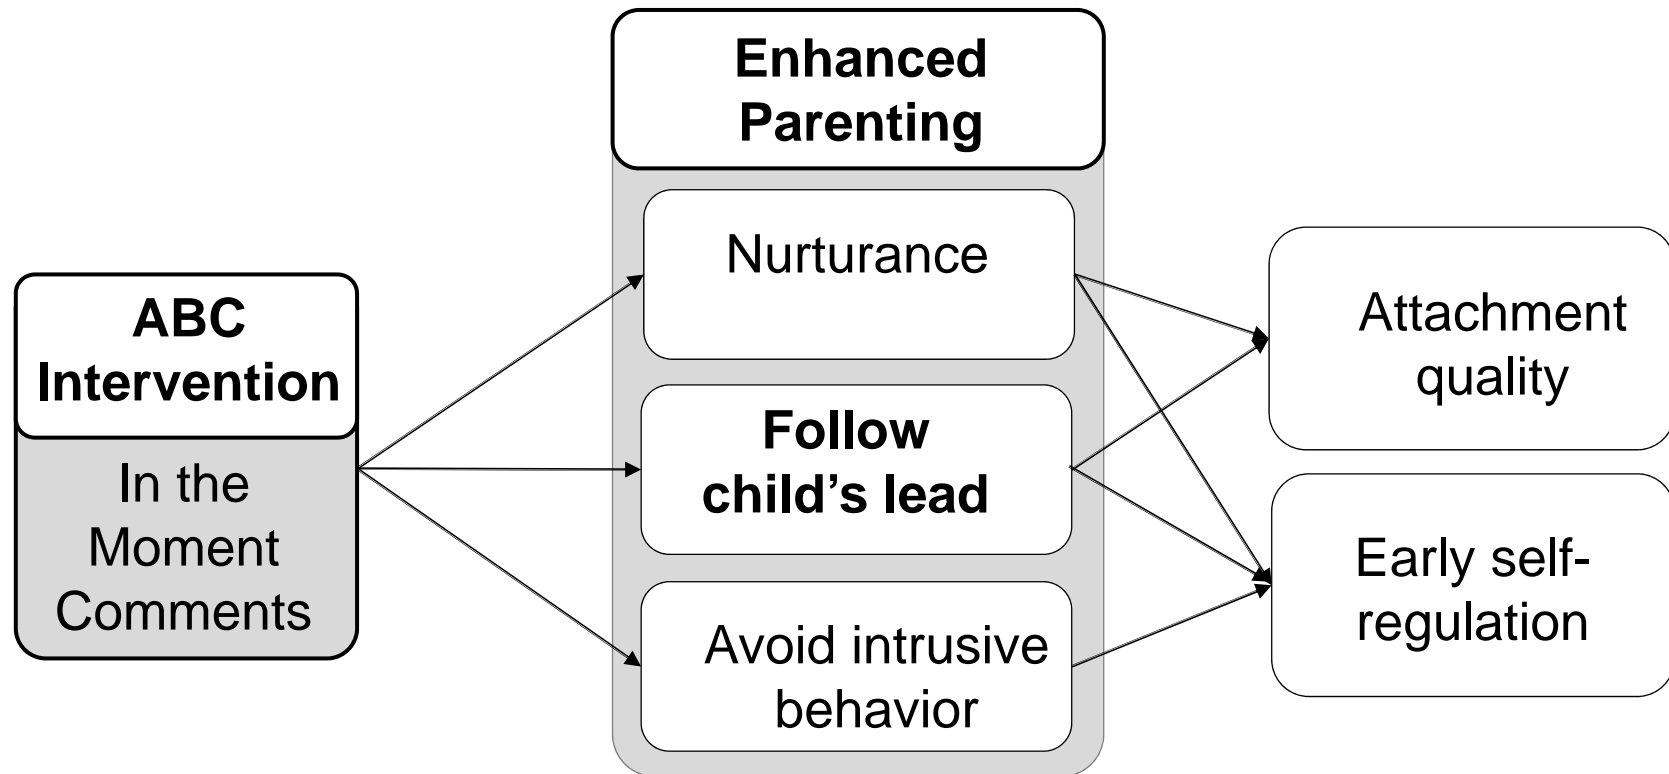 Enhanced
Parenting
Nurturance
ABC
Intervention
In the
Moment
Comments
Follow
child’s lead
Avoid intrusive
behavior
Attachment
quality
Early self-
regulation